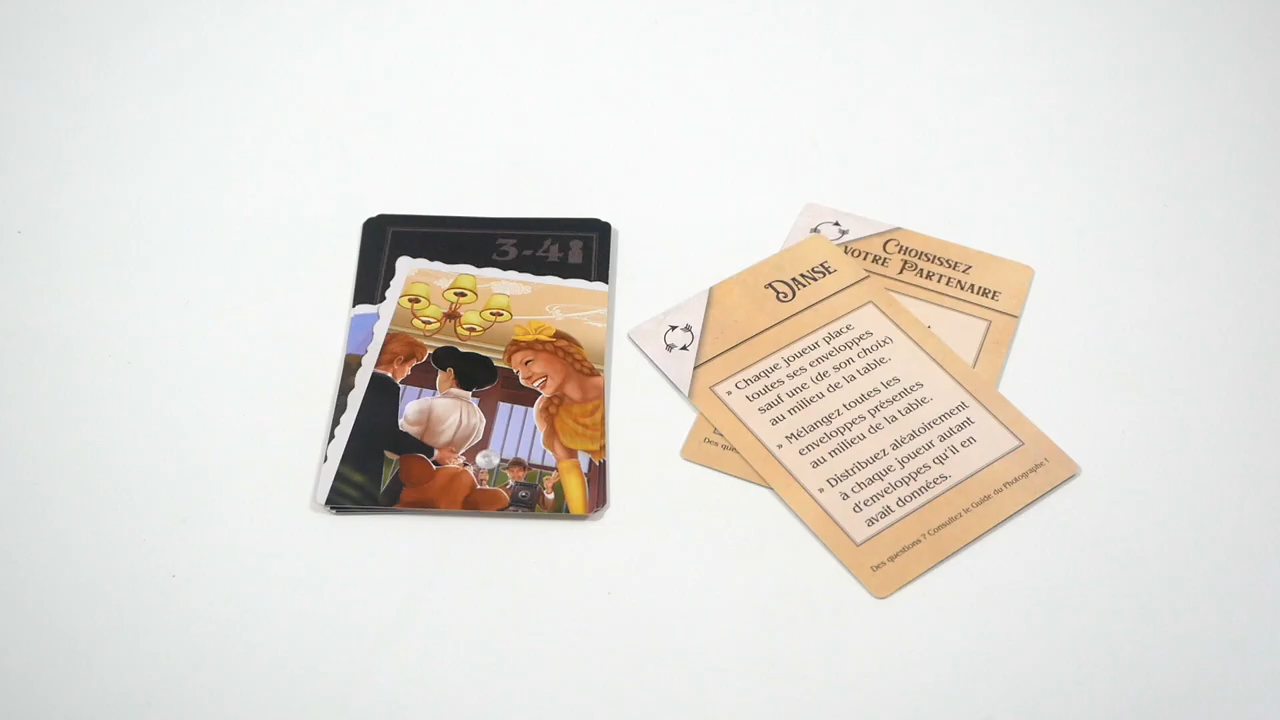 3-4
CHOISISSEZ
VOTRE PARTENAIRE
DANSE
» Chaque joueur place
toutes ses enveloppes
sauf une (de son choix)
au milieu de la table.
» Mélangez toutes les
enveloppes présentes
au milieu de la table.
» Distribuez aléatoirement
à chaque joueur autant
d'enveloppes qu'il en
avait données.
Des questions ? Consultez le Guide du Photographe !
Des